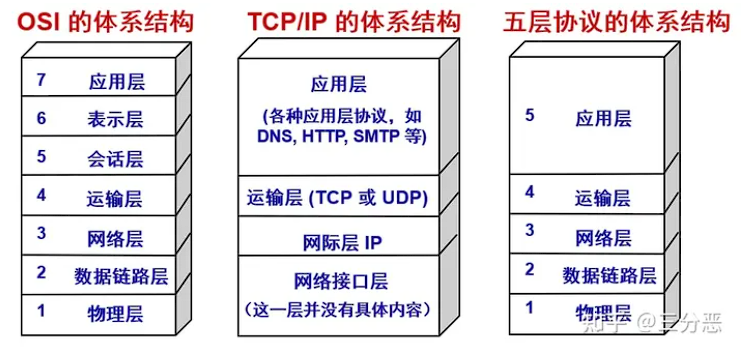 OSI 的体系结构
7 应用层
6 表示层
5 会话层
4 运输层
3 网络层
2 数据链路层
1 物理层
TCP/IP 的体系结构
应用层
(各种应用层协议，如
DNS, HTTP, SMTP 等)
运输层 (TCP 或 UDP)
网际层 IP
网络接口层
（这一层并没有具体内容）
五层协议的体系结构
5 应用层
4 运输层
3 网络层
2 数据链路层
1 物理层
知乎 @三分恶